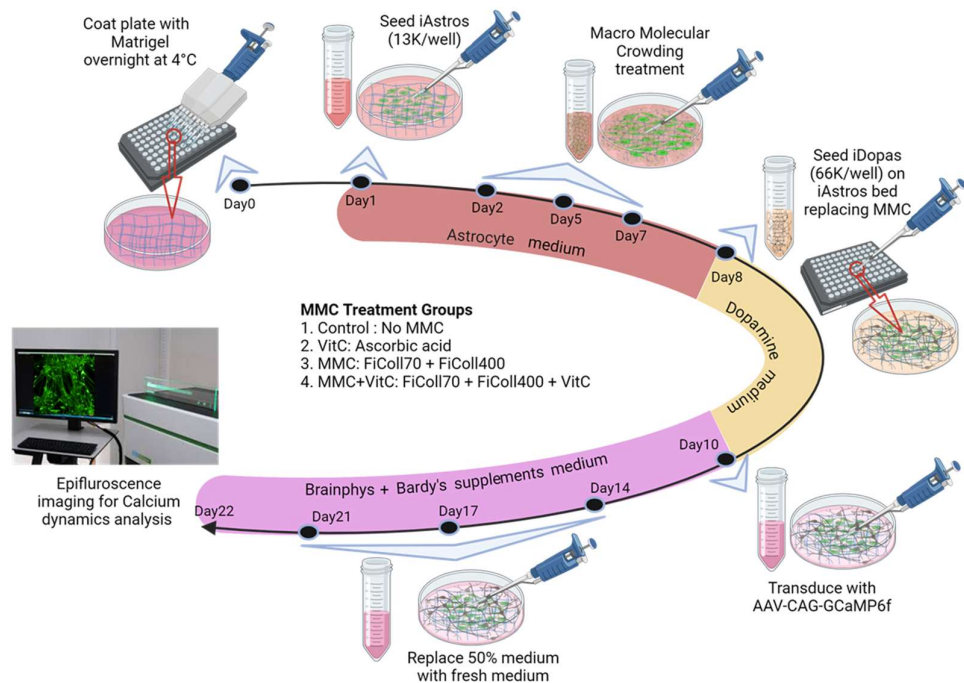 Coat plate with
Matrigel
overnight at 4°C
Seed iAstros
(13K/well)
Macro Molecular
Crowding
treatment
Seed iDopas
(66K/well) on
iAstros bed
replacing MMC
Day0
Day1
Day2
Day5
Day7
Day8
Astrocyte medium
Dopamine medium
MMC Treatment Groups
1. Control : No MMC
2. VitC: Ascorbic acid
3. MMC: FiColl70 + FiColl400
4. MMC+VitC: FiColl70 + FiColl400 + VitC
Day10
Brainphys + Bardy's supplements medium
Day14
Day17
Day21
Day22
Epifluroscence
imaging for Calcium
dynamics analysis
Transduce with
AAV-CAG-GCaMP6f
Replace 50% medium
with fresh medium